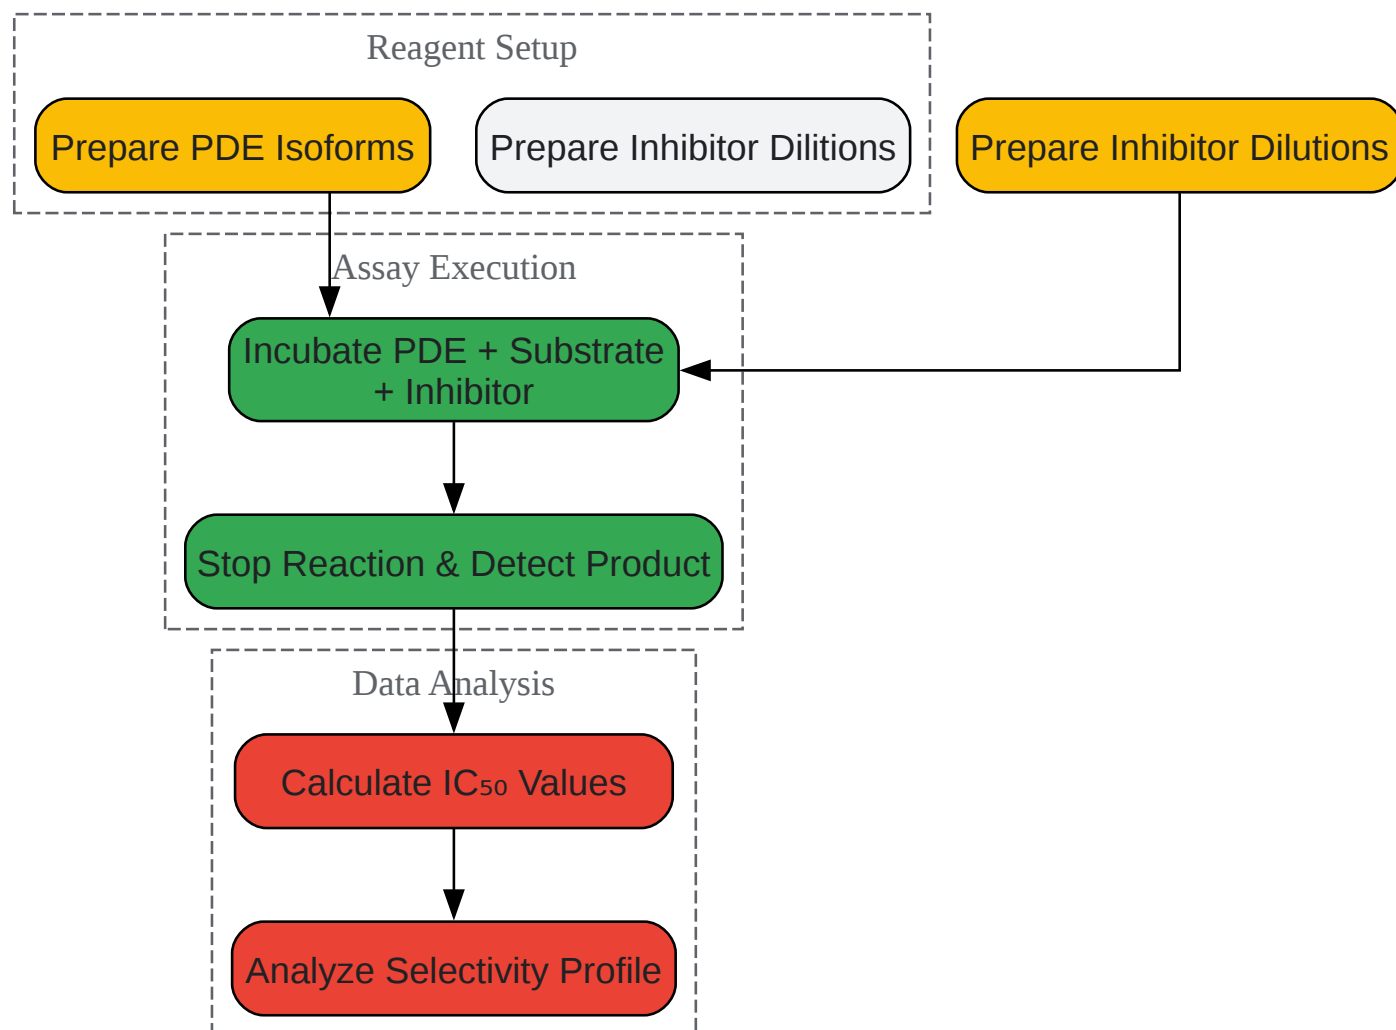 Reagent Setup
Prepare PDE Isoforms
Prepare Inhibitor Dilitions
Prepare Inhibitor Dilutions
Assay Execution
Incubate PDE + Substrate
+ Inhibitor
Stop Reaction & Detect Product
Data Analysis
Calculate IC₅₀ Values
Analyze Selectivity Profile